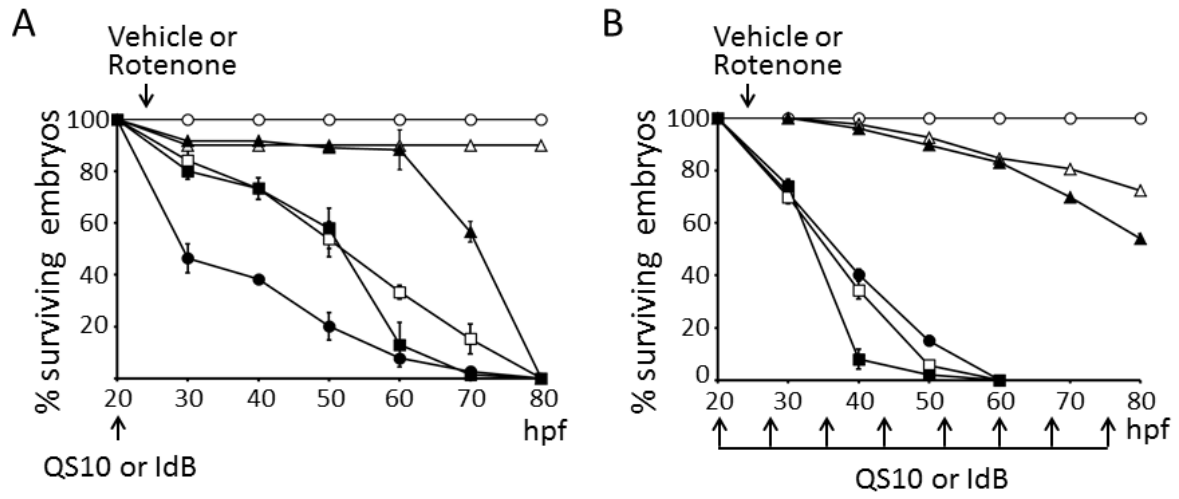 A
Vehicle or
Rotenone
% surviving embryos
100
80
60
40
20
20 30 40 50 60 70 80
hpf
QS10 or IdB
B
Vehicle or
Rotenone
% surviving embryos
100
80
60
40
20
0
20 30 40 50 60 70 80
hpf
QS10 or IdB